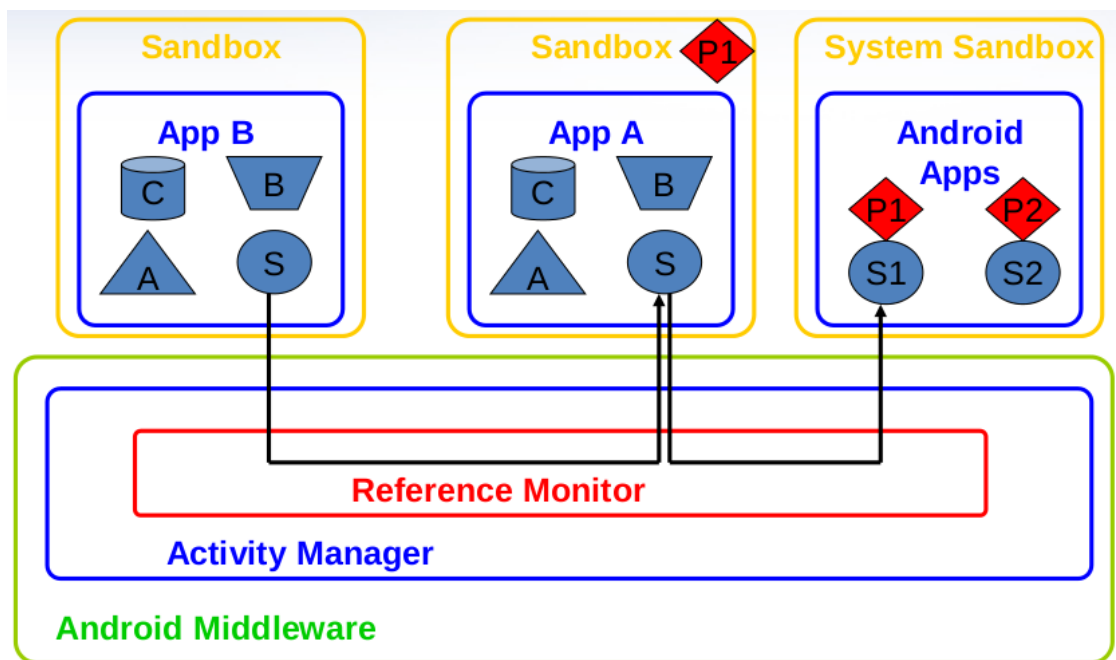 Sandbox
App B
C
B
A
S
Sandbox
P1
App A
C
B
A
S
System Sandbox
Android
Apps
P1
P2
S1
S2
Reference Monitor
Activity Manager
Android Middleware